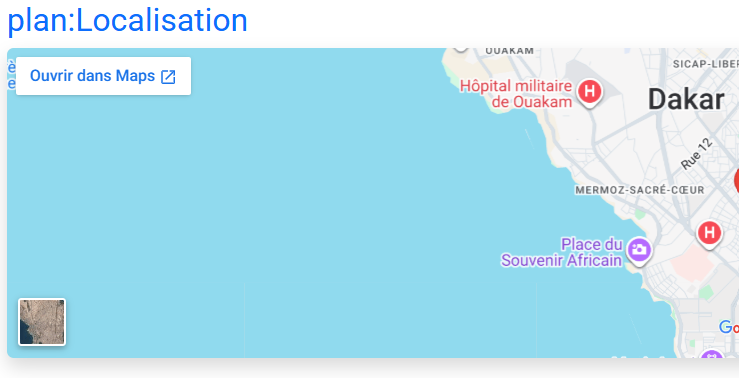 plan:Localisation
Ouvrir dans Maps
OUAKAM
SICAP-LIBER
Hôpital militaire
de Ouakam
H
Dakar
Rue 12
MERMOZ-SACRÉ-CŒUR
H
Place du
Souvenir Africain
Go